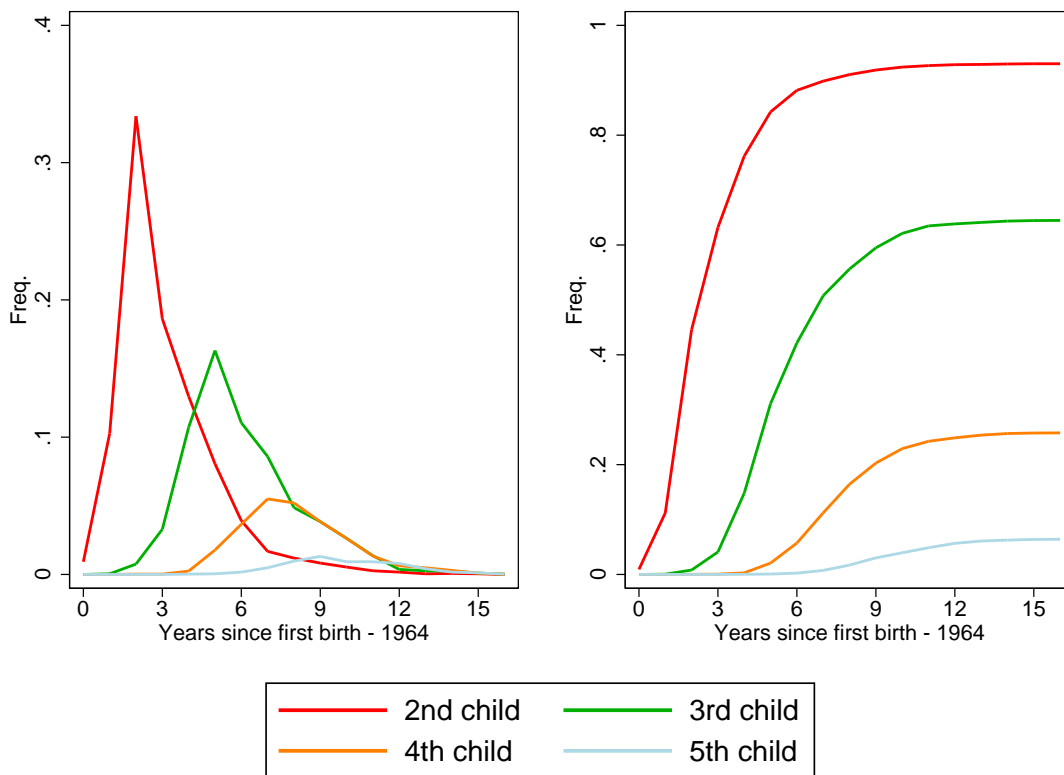 .4
.3
.2
.1
0
Freq.
0 3 6 9 12 15
Years since first birth - 1964
1
.8
.6
.4
.2
0
Freq.
0 3 6 9 12 15
Years since first birth - 1964
2nd child 3rd child
4th child 5th child